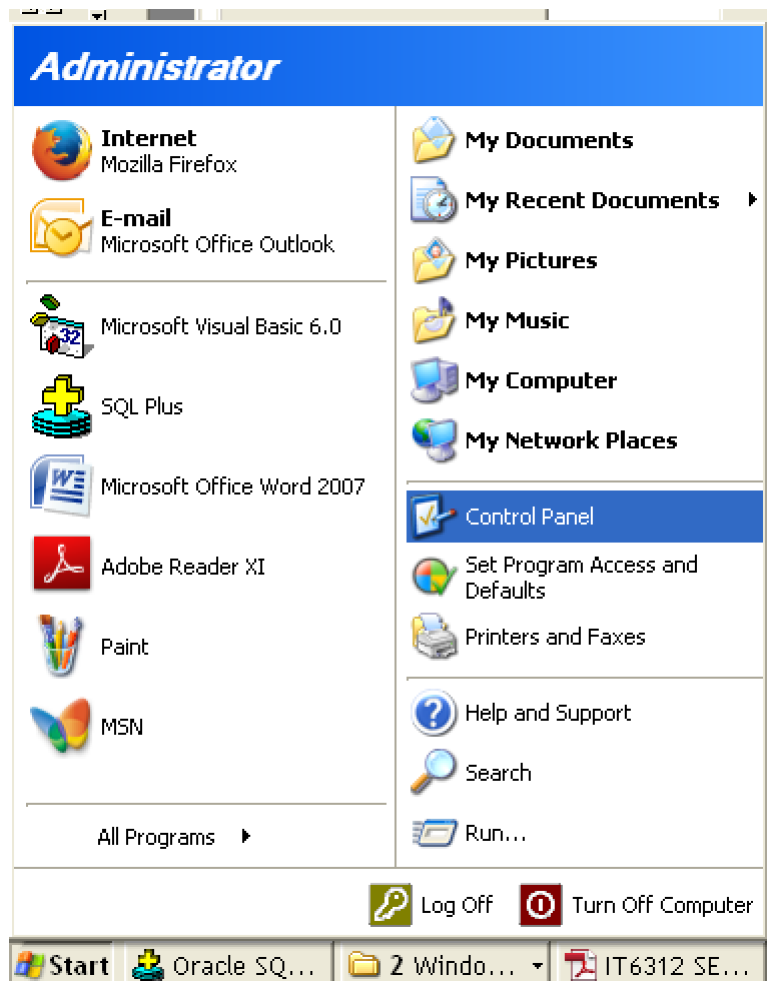 Administrator
Internet
Mozilla Firefox
E-mail
Microsoft Office Outlook
Microsoft Visual Basic 6.0
32
SQL Plus
Microsoft Office Word 2007
Adobe Reader XI
Paint
MSN
All Programs
My Documents
My Recent Documents
My Pictures
My Music
My Computer
My Network Places
Control Panel
Set Program Access and
Defaults
Printers and Faxes
Help and Support
Search
Run...
Log Off
Turn Off Computer
Start
Oracle SQ...
2 Windo...
IT6312 SE...